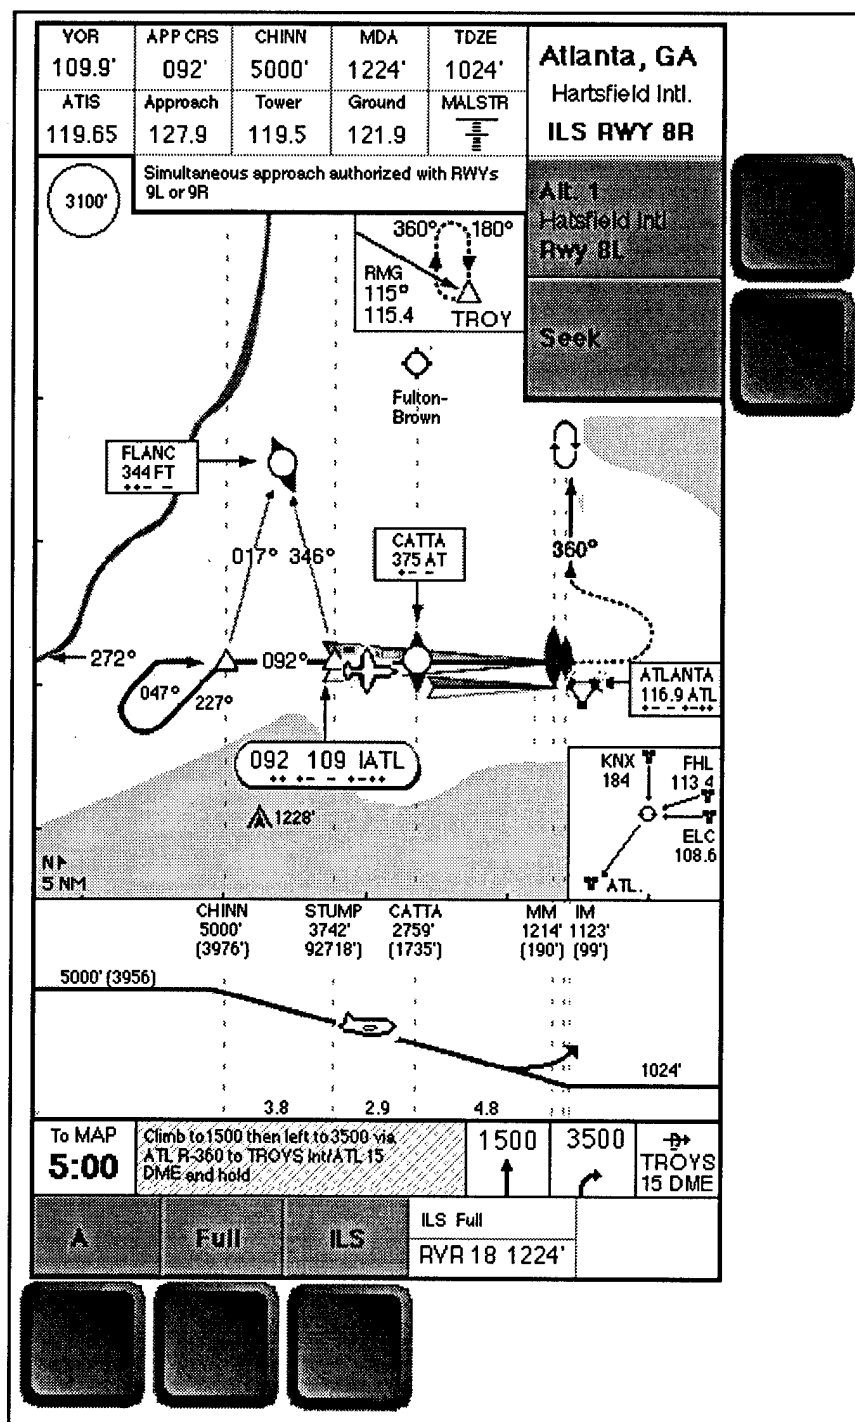 YOR APP CRS CHINN MDA TDZE
109.9' 092' 5000' 1224' 1024'
ATIS Approach Tower Ground MALSTR
119.65 127.9 119.5 121.9
Atlanta, GA
Hartsfield Intl.
ILS RWY 8R
3100'
Simultaneous approach authorized with RWYs
9L or 9R
Alt. 1
Hatsfield Intl
Rwy 8L
Seek
360° 180°
RMG
115°
115.4
TROY
Fulton-
Brown
FLANC
344 FT
CATTA
375 AT
017° 346°
360°
272°
092°
047°
227°
ATLANTA
116.9 ATL
092 109 IATL
1228'
KNX
184
FHL
113.4
ELC
108.6
ATL.
N
5 NM
CHINN STUMP CATTA MM IM
5000' 3742' 2759' 1214' 1123'
(3976') 92718') (1735') (190') (99')
5000' (3956)
1024'
3.8 2.9 4.8
To MAP
5:00
Climb to 1500 then left to 3500 via
ATL R-360 to TROYS Int/ATL 15
DME and hold
1500 3500
D
TROYS
15 DME
A Full ILS
ILS Full
RYR 18 1224'